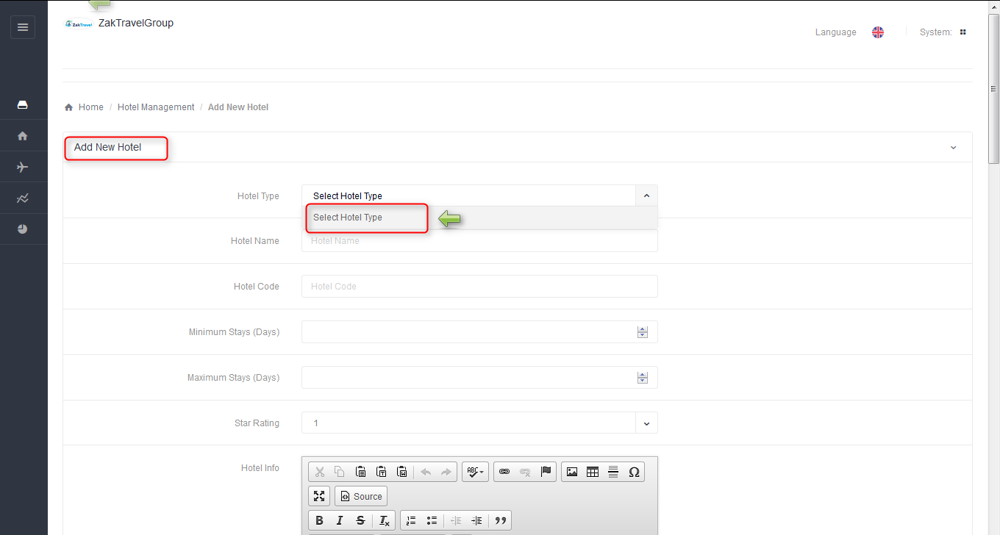 ZakTravel ZakTravelGroup
Language System:
Home / Hotel Management / Add New Hotel
Add New Hotel
Hotel Type Select Hotel Type
Select Hotel Type
Hotel Name Hotel Name
Hotel Code Hotel Code
Minimum Stays (Days)
Maximum Stays (Days)
Star Rating 1
Hotel Info
ABC
Source
B I S Tx